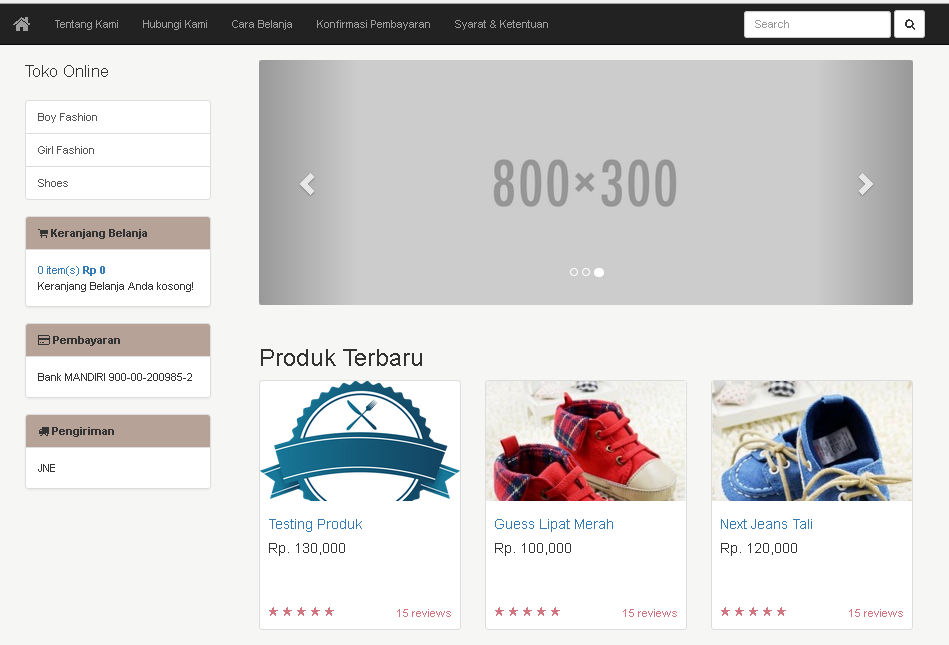 Tentang Kami Hubungi Kami Cara Belanja Konfirmasi Pembayaran Syarat & Ketentuan Search
Toko Online
Boy Fashion
Girl Fashion
Shoes
Keranjang Belanja
0 item(s) Rp 0
Keranjang Belanja Anda kosong!
Pembayaran
Bank MANDIRI 900-00-200985-2
Pengiriman
JNE
800×300
Produk Terbaru
Testing Produk
Rp. 130,000
15 reviews
Guess Lipat Merah
Rp. 100,000
15 reviews
Next Jeans Tali
Rp. 120,000
15 reviews